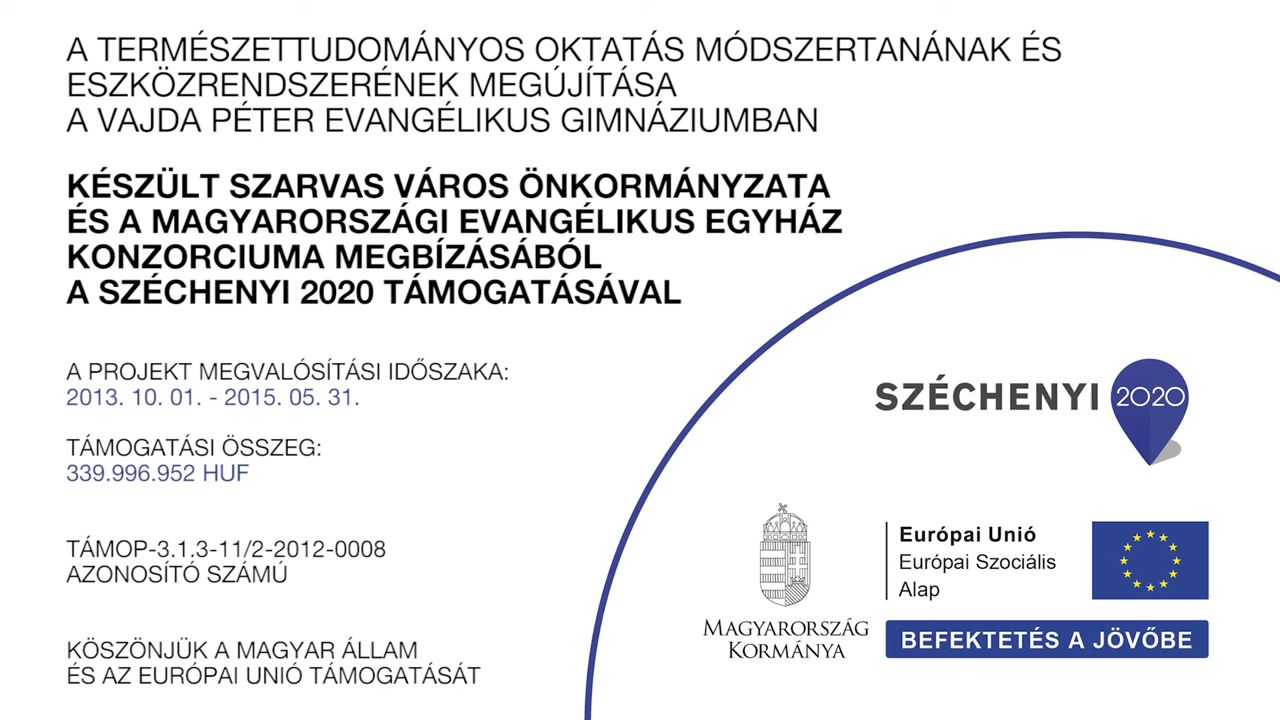 A TERMÉSZETTUDOMÁNYOS OKTATÁS MÓDSZERTANÁNAK ÉS
ESZKÖZRENDSZERÉNEK MEGÚJÍTÁSA
A VAJDA PÉTER EVANGÉLIKUS GIMNÁZIUMBAN
KÉSZÜLT SZARVAS VÁROS ÖNKORMÁNYZATA
ÉS A MAGYARORSZÁGI EVANGÉLIKUS EGYHÁZ
KONZORCIUMA MEGBÍZÁSÁBÓL
A SZÉCHENYI 2020 TÁMOGATÁSÁVAL
A PROJEKT MEGVALÓSÍTÁSI IDŐSZAKA:
2013. 10. 01. - 2015. 05. 31.
TÁMOGATÁSI ÖSSZEG:
339.996.952 HUF
TÁMOP-3.1.3-11/2-2012-0008
AZONOSÍTÓ SZÁMÚ
KÖSZÖNJÜK A MAGYAR ÁLLAM
ÉS AZ EURÓPAI UNIÓ TÁMOGATÁSÁT
SZÉCHENYI 2020
MAGYARORSZÁG
KORMÁNYA
Európai Unió
Európai Szociális
Alap
BEFEKTETÉS A JÖVŐBE